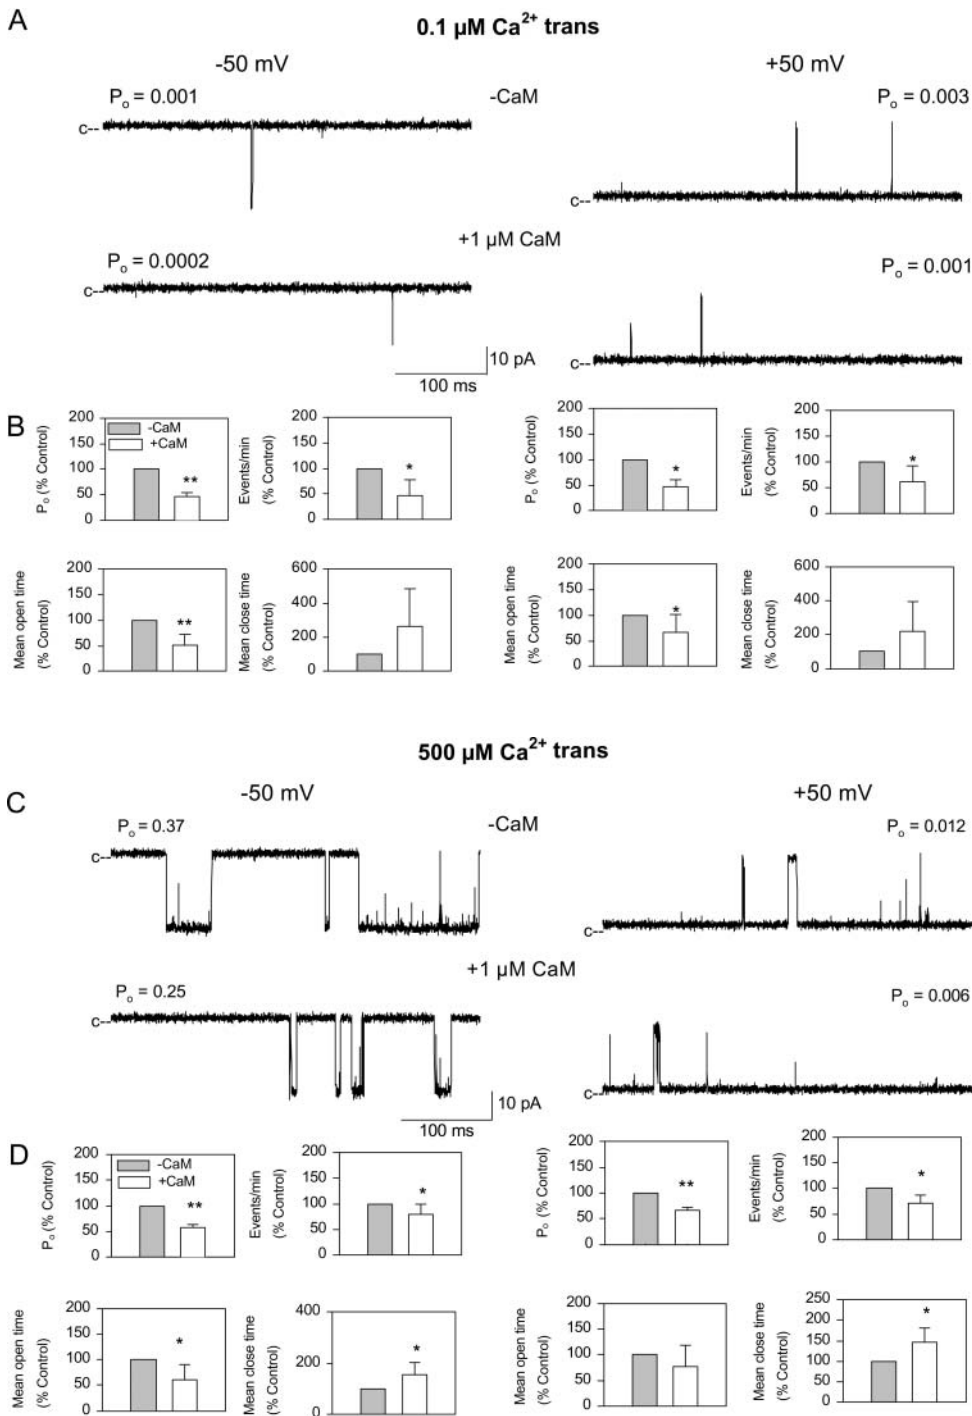 A
0.1 µM Ca2+ trans
-50 mV
+50 mV
Po = 0.001
-CaM
Po = 0.003
c--
c--
+1 µM CaM
Po = 0.0002
Po = 0.001
c--
c--
10 pA
100 ms
B
Po (% Control)
200
150
100
50
0
-CaM
+CaM
**
Events/min
(% Control)
200
150
100
50
0
*
Po (% Control)
200
150
100
50
0
*
Events/min
(% Control)
200
150
100
50
0
*
Mean open time
(% Control)
200
150
100
50
0
**
Mean close time
(% Control)
600
400
200
0
Mean open time
(% Control)
200
150
100
50
0
*
Mean close time
(% Control)
600
400
200
0
500 µM Ca2+ trans
C
-50 mV
+50 mV
Po = 0.37
-CaM
Po = 0.012
c--
c--
+1 µM CaM
Po = 0.25
Po = 0.006
c--
c--
10 pA
100 ms
D
Po (% Control)
200
150
100
50
0
-CaM
+CaM
**
Events/min
(% Control)
200
150
100
50
0
*
Po (% Control)
200
150
100
50
0
**
Events/min
(% Control)
200
150
100
50
0
*
Mean open time
(% Control)
200
150
100
50
0
*
Mean close time
(% Control)
400
200
0
*
Mean open time
(% Control)
200
150
100
50
0
Mean close time
(% Control)
250
200
150
100
50
0
*